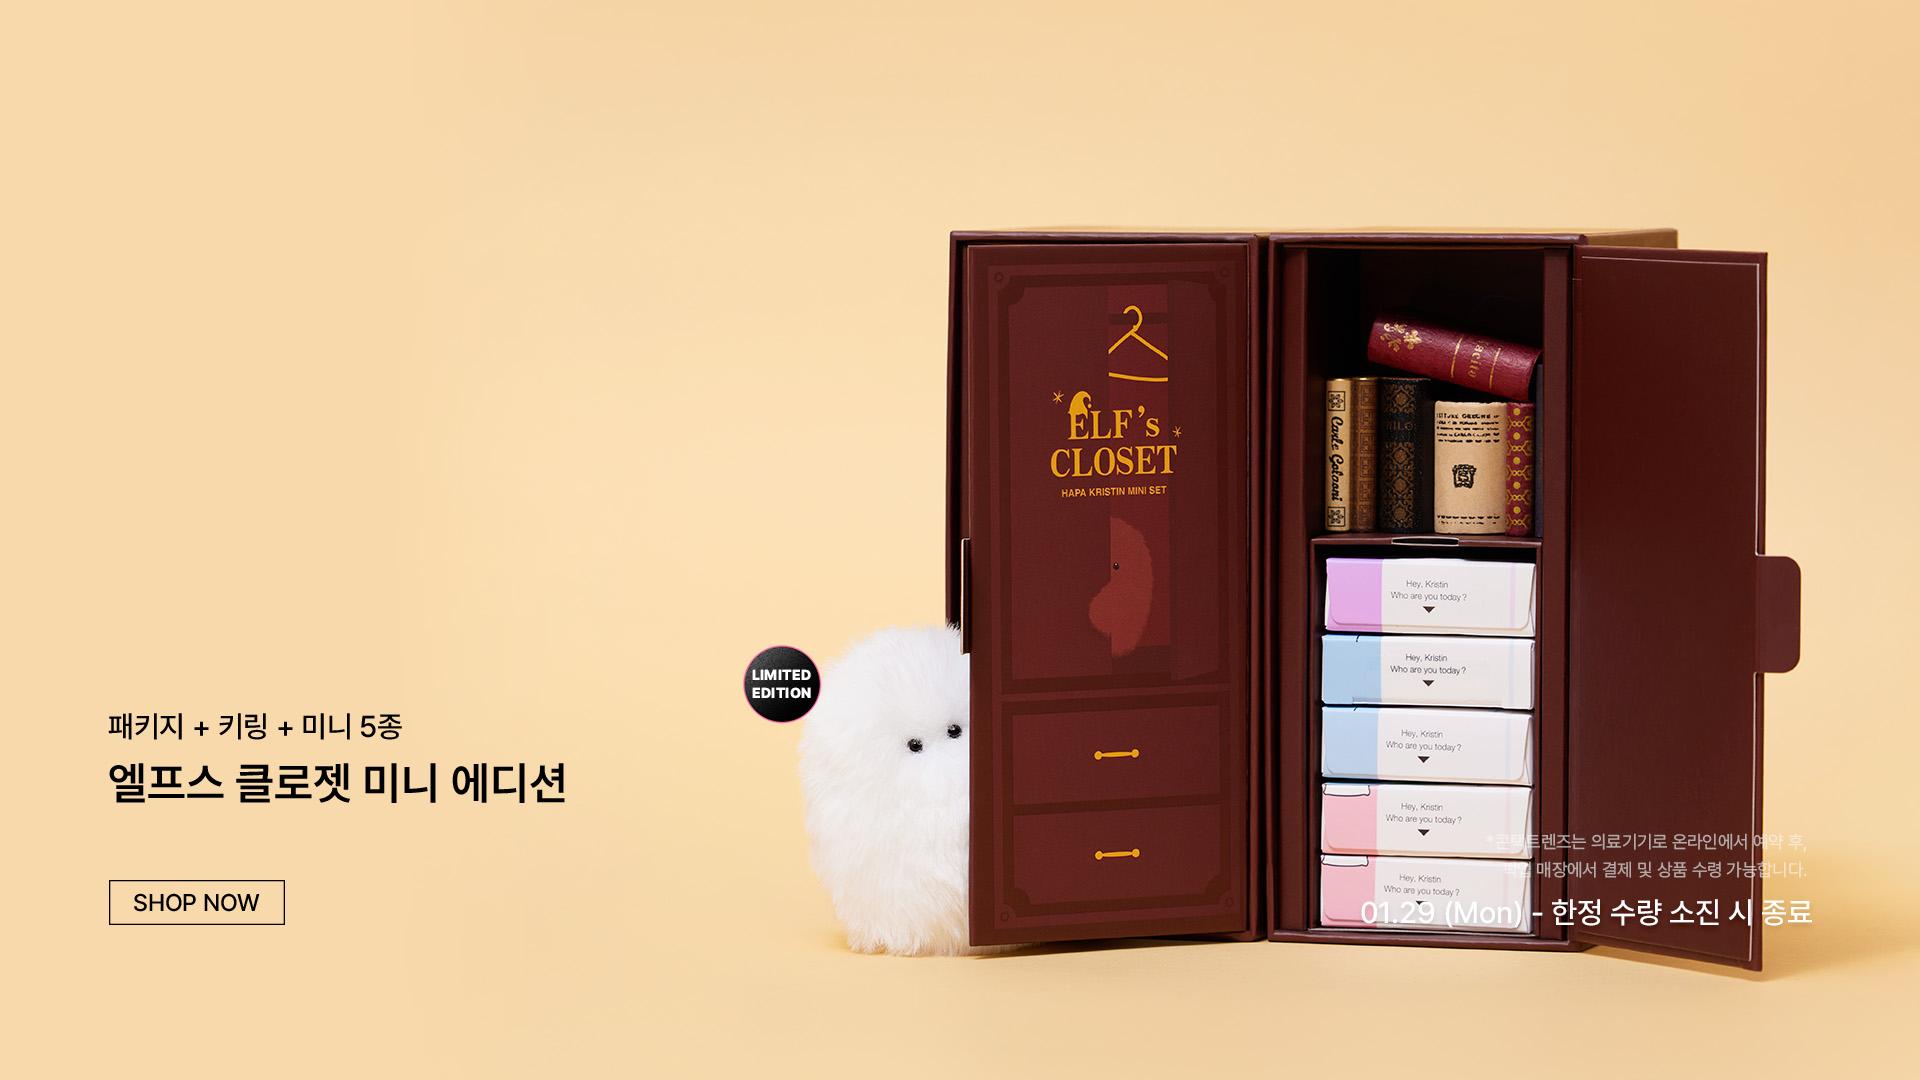 패키지 + 키링 + 미니 5종
엘프스 클로젯 미니 에디션
SHOP NOW
LIMITED
EDITION
ELF's
CLOSET
HAPA KRISTIN MINI SET
Hey, Kristin
Who are you today?
Hey, Kristin
Who are you today?
Hey, Kristin
Who are you today?
Hey, Kristin
Who are you today?
Hey, Kristin
Who are you today?
*콘택트렌즈는 의료기기로 온라인에서 예약 후,
픽업 매장에서 결제 및 상품 수령 가능합니다.
01.29 (Mon) - 한정 수량 소진 시 종료